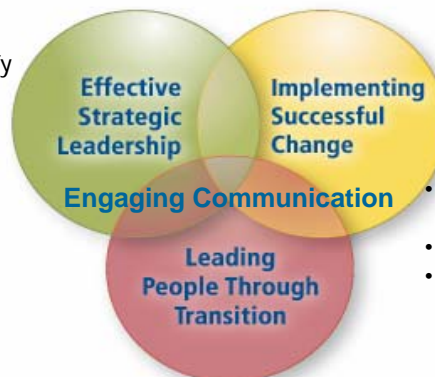 y
Effective
Strategic
Leadership
Implementing
Successful
Change
Engaging Communication
•
•
•
Leading
People Through
Transition